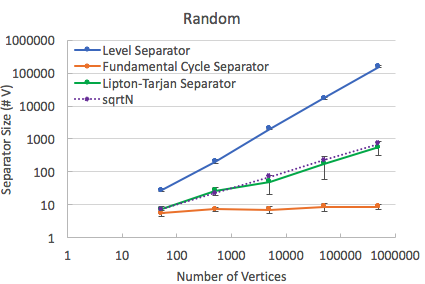 Random
1000000
100000
10000
1000
100
10
1
Separator Size (# V)
Level Separator
Fundamental Cycle Separator
Lipton-Tarjan Separator
sqrtN
1 10 100 1000 10000 100000 1000000
Number of Vertices